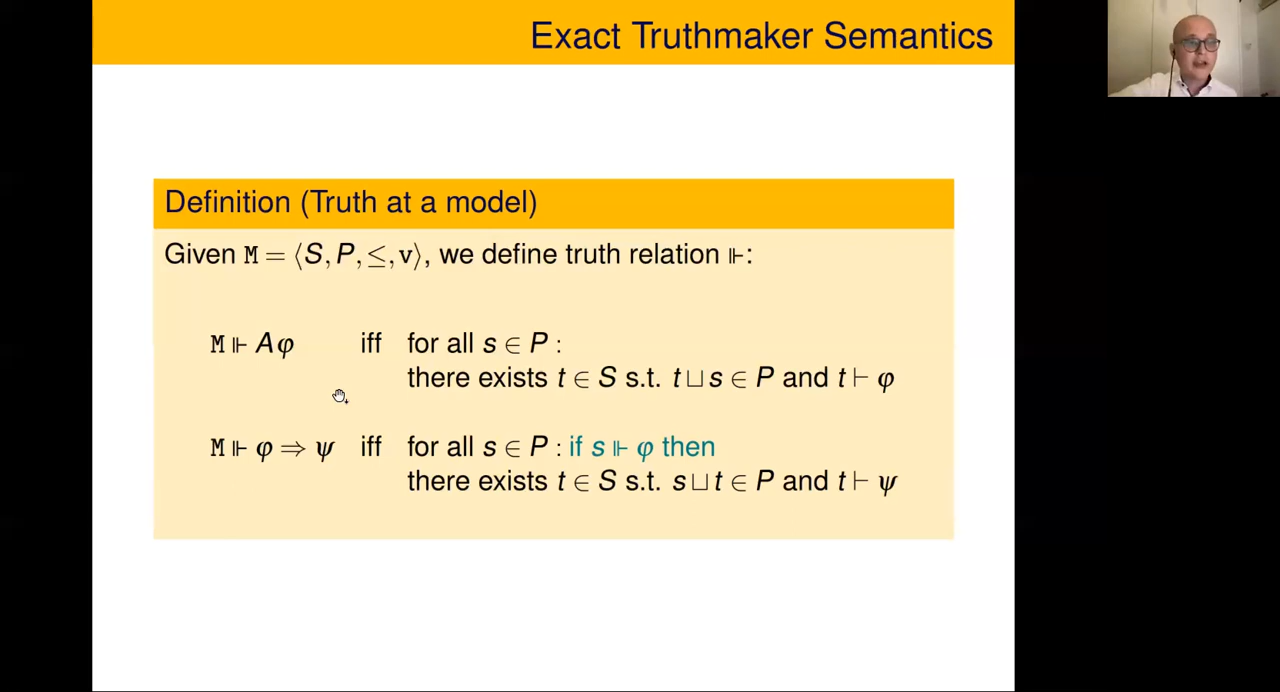 Exact Truthmaker Semantics
Definition (Truth at a model)
Given M = ⟨S, P, ≤, v⟩, we define truth relation ⊩:
M ⊩ Aφ iff for all s ∈ P :
there exists t ∈ S s.t. t ⊔ s ∈ P and t ⊢ φ
M ⊩ φ ⇒ ψ iff for all s ∈ P : if s ⊩ φ then
there exists t ∈ S s.t. s ⊔ t ∈ P and t ⊢ ψ